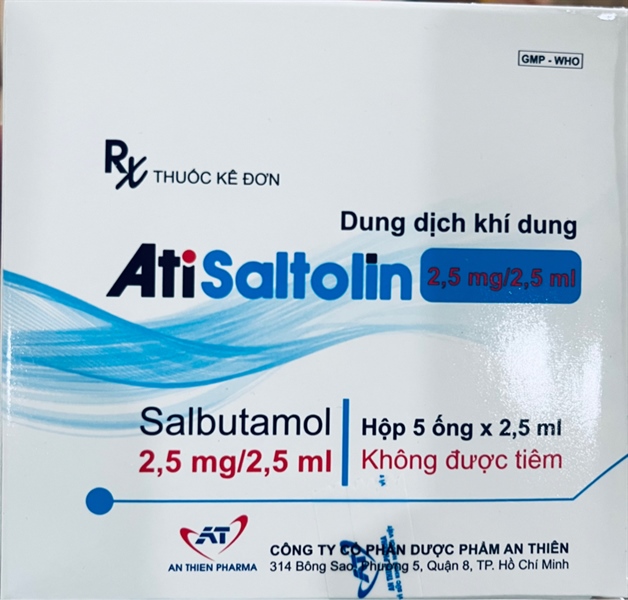 GMP - WHO
Rx THUỐC KÊ ĐƠN
Dung dịch khí dung
AtiSaltolin 2,5 mg/2,5 ml
Salbutamol
2,5 mg/2,5 ml
Hộp 5 ống x 2,5 ml
Không được tiêm
AT
AN THIEN PHARMA
CÔNG TY CỔ PHẦN DƯỢC PHẨM AN THIÊN
314 Bông Sao, Phường 5, Quận 8, TP. Hồ Chí Minh